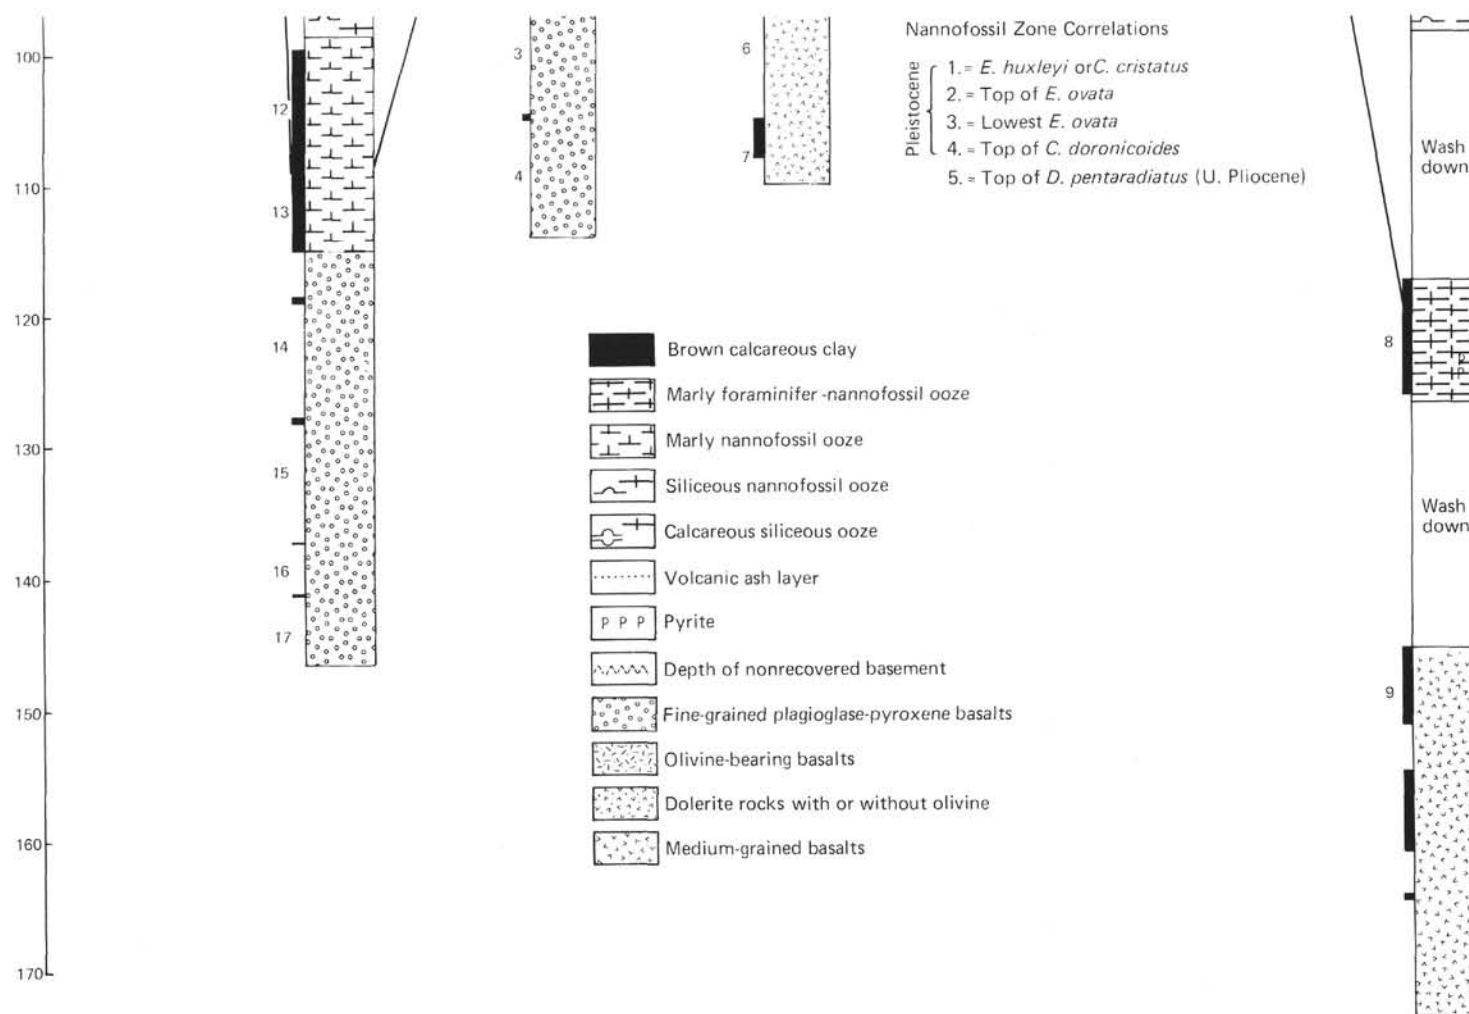 100
110
120
130
140
150
160
170
12
13
14
15
16
17
3
4
6
7
Nannofossil Zone Correlations
Pleistocene
1.= E. huxleyi orC. cristatus
2. = Top of E. ovata
3. = Lowest E. ovata
4. = Top of C. doronicoides
5. = Top of D. pentaradiatus (U. Pliocene)
Brown calcareous clay
Marly foraminifer-nannofossil ooze
Marly nannofossil ooze
Siliceous nannofossil ooze
Calcareous siliceous ooze
Volcanic ash layer
P P P Pyrite
Depth of nonrecovered basement
Fine-grained plagioglase-pyroxene basalts
Olivine-bearing basalts
Dolerite rocks with or without olivine
Medium-grained basalts
Wash
down
8
P
P
Wash
down
9